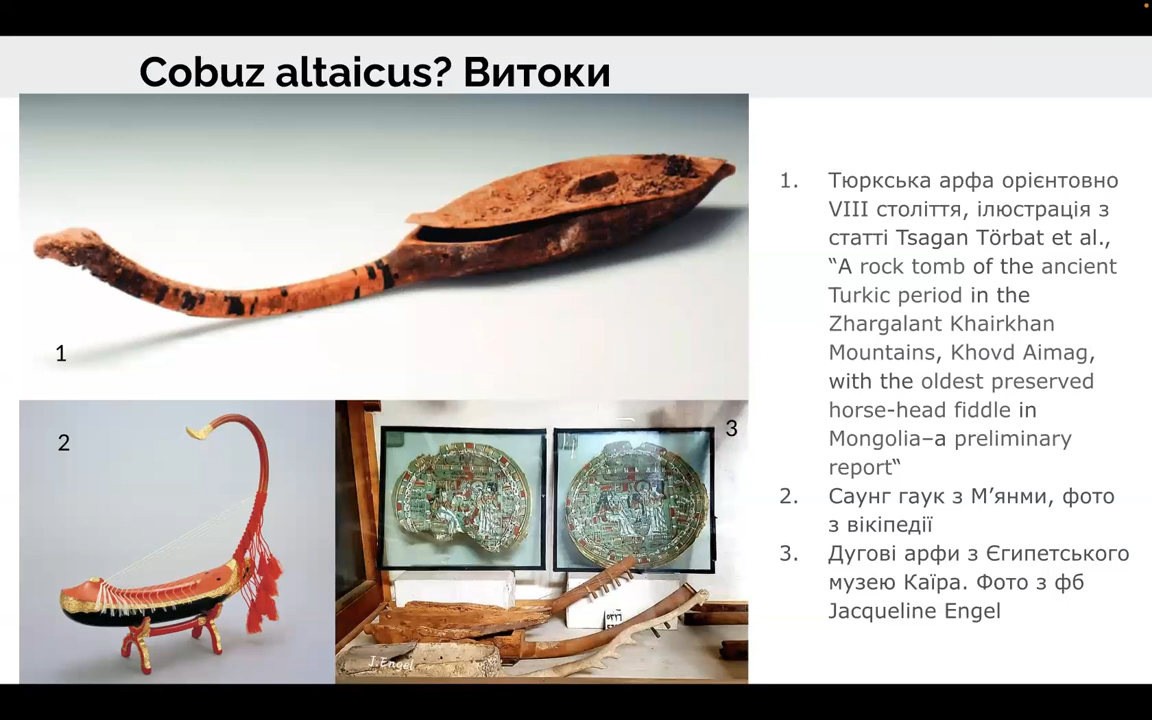 Cobuz altaicus? Витоки
1
2
3
J.Engel
1. Тюркська арфа орієнтовно
VIII століття, ілюстрація з
статті Tsagan Törbat et al.,
“A rock tomb of the ancient
Turkic period in the
Zhargalant Khairkhan
Mountains, Khovd Aimag,
with the oldest preserved
horse-head fiddle in
Mongolia–a preliminary
report“
2. Саунг гаук з М’янми, фото
з вікіпедії
3. Дугові арфи з Єгипетського
музею Каїра. Фото з фб
Jacqueline Engel